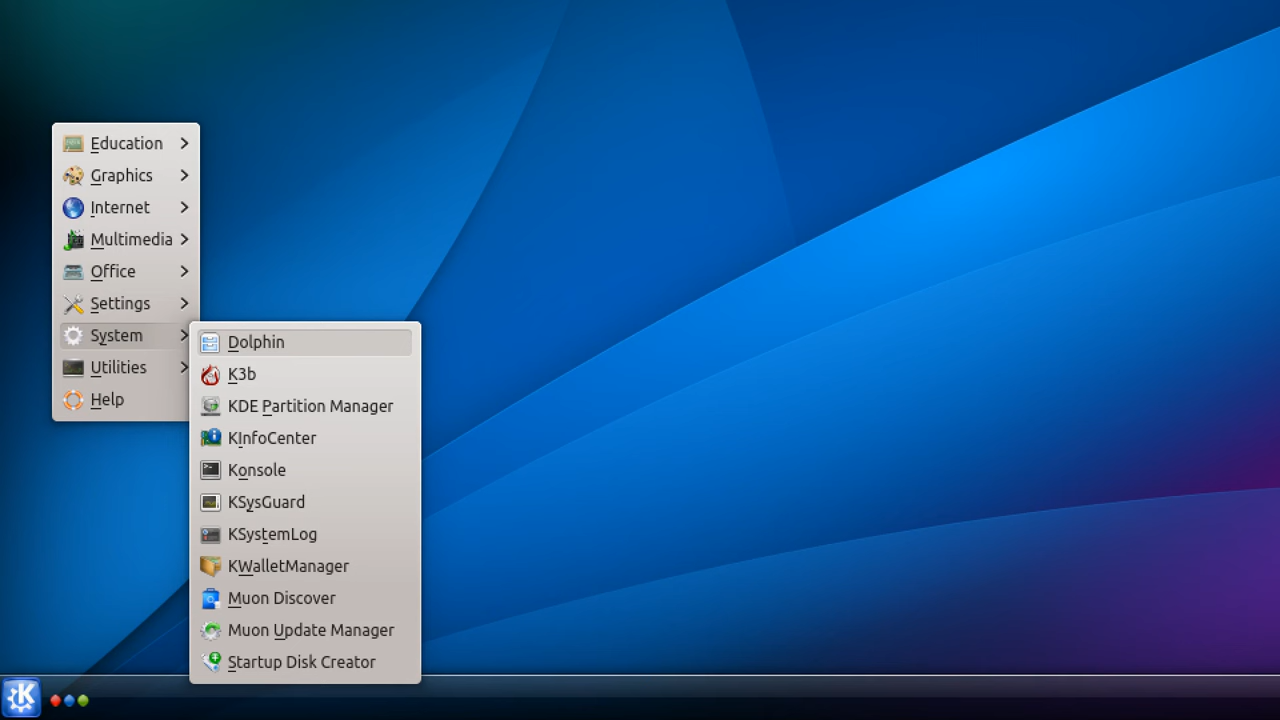 Education
Graphics
Internet
Multimedia
Office
Settings
System
Utilities
Help
Dolphin
K3b
KDE Partition Manager
KInfoCenter
Konsole
KSysGuard
KSystemLog
KWalletManager
Muon Discover
Muon Update Manager
Startup Disk Creator